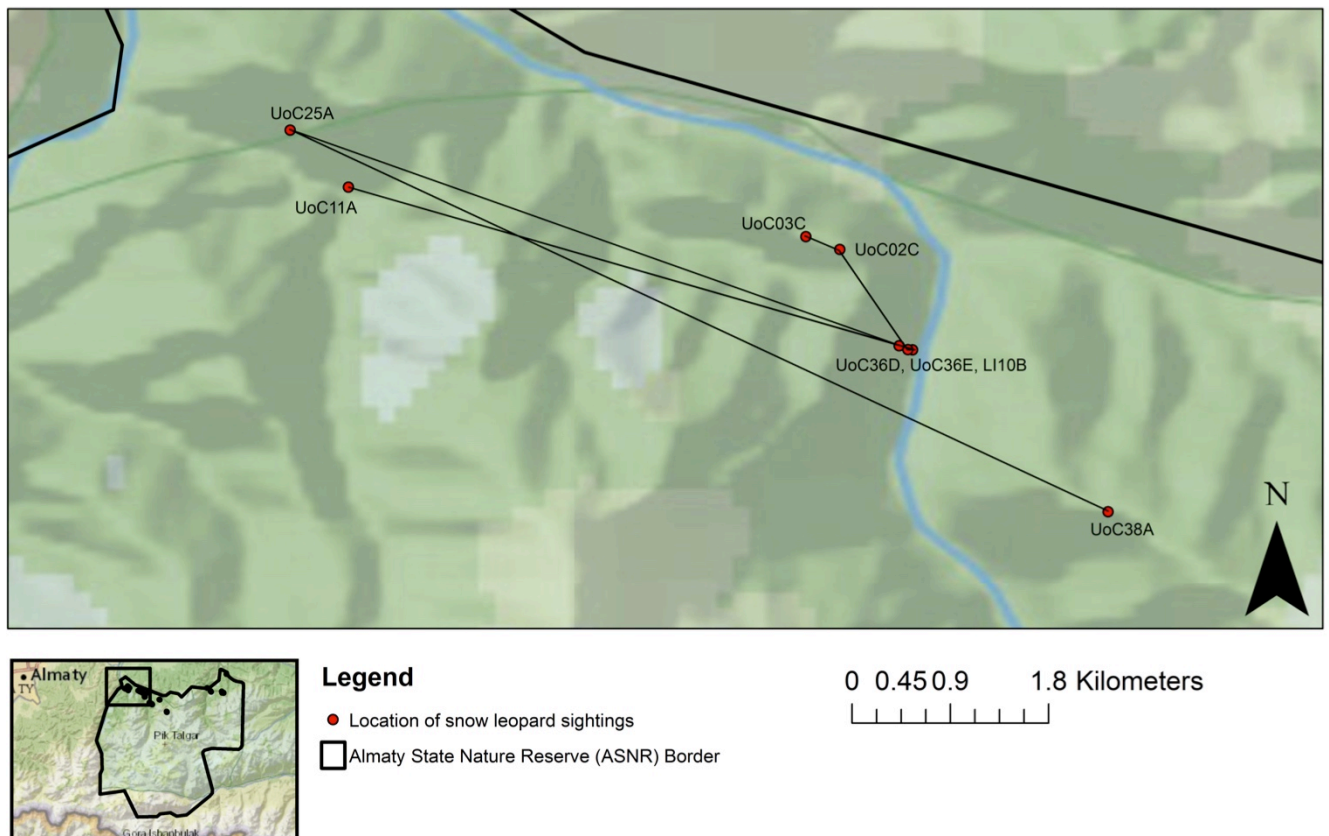 UoC25A
UoC11A
UoC03C
UoC02C
UoC36D, UoC36E, LI10B
UoC38A
N
Almaty
TY
Pik Talgar
Legend
Location of snow leopard sightings
Almaty State Nature Reserve (ASNR) Border
0 0.45 0.9 1.8 Kilometers